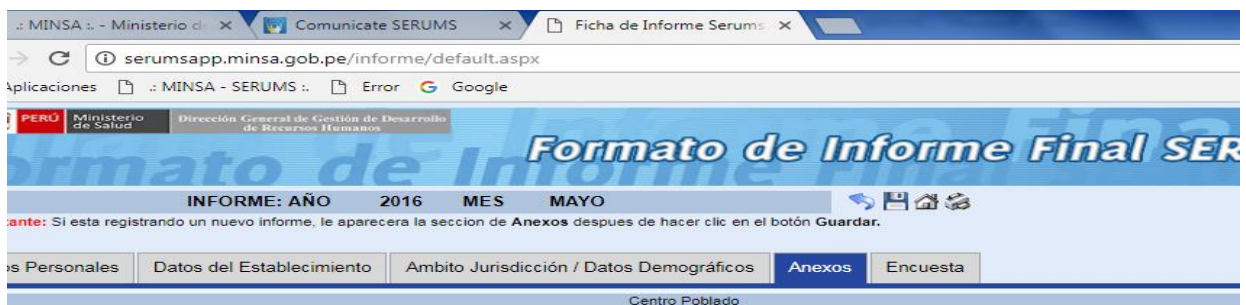 .: MINSA :. - Ministerio d
Comunicate SERUMS
Ficha de Informe Serums
serumsapp.minsa.gob.pe/informe/default.aspx
Aplicaciones .: MINSA - SERUMS :. Error Google
PERÚ Ministerio de Salud
Dirección General de Gestión de Desarrollo
de Recursos Humanos
Formato de Informe Final SER
INFORME: AÑO 2016 MES MAYO
tante: Si esta registrando un nuevo informe, le aparecera la seccion de Anexos despues de hacer clic en el botón Guardar.
os Personales Datos del Establecimiento Ambito Jurisdicción / Datos Demográficos Anexos Encuesta
Centro Poblado